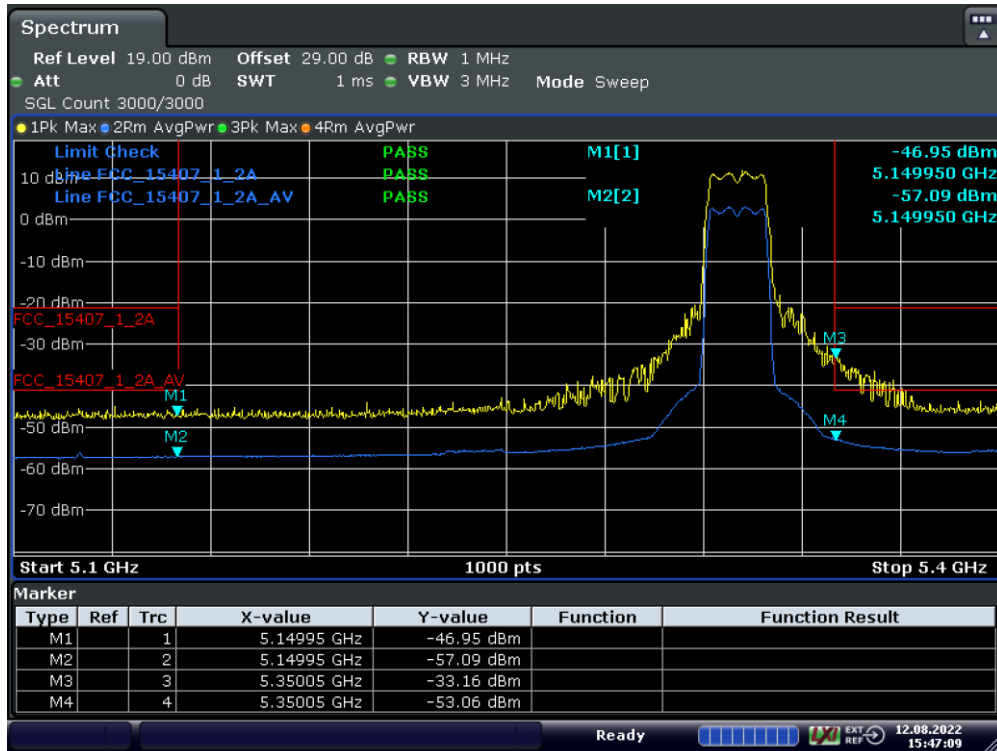 Spectrum
Ref Level 19.00 dBm Offset 29.00 dB RBW 1 MHz
Att 0 dB SWT 1 ms VBW 3 MHz Mode Sweep
SGL Count 3000/3000
1Pk Max 2Rm AvgPwr 3Pk Max 4Rm AvgPwr
Limit Check PASS M1[1] -46.95 dBm
10 dBm Line FCC_15407_1_2A PASS 5.149950 GHz
Line FCC_15407_1_2A_AV PASS M2[2] -57.09 dBm
0 dBm 5.149950 GHz
-10 dBm
-20 dBm
FCC_15407_1_2A
-30 dBm M3
FCC_15407_1_2A_AV
M1
-50 dBm M4
M2
-60 dBm
-70 dBm
Start 5.1 GHz 1000 pts Stop 5.4 GHz
Marker
Type Ref Trc X-value Y-value Function Function Result
M1 1 5.14995 GHz -46.95 dBm
M2 2 5.14995 GHz -57.09 dBm
M3 3 5.35005 GHz -33.16 dBm
M4 4 5.35005 GHz -53.06 dBm
Ready LXI EXT REF 12.08.2022
15:47:09